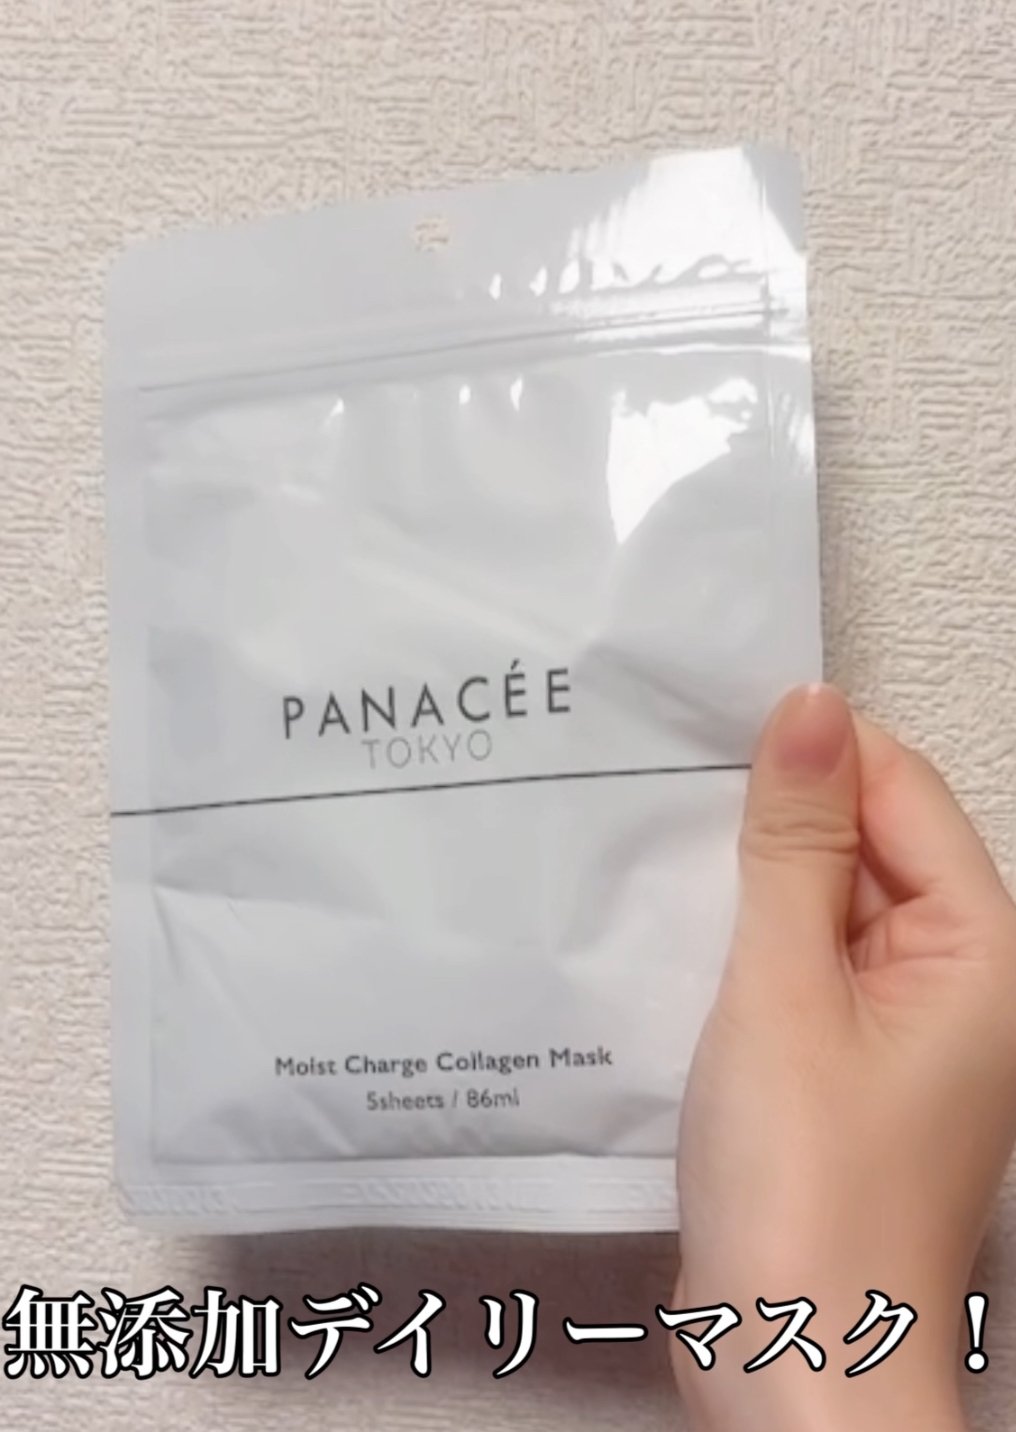 PANACÉE
TOKYO
Moist Charge Collagen Mask
5sheets / 86ml
無添加デイリーマスク！